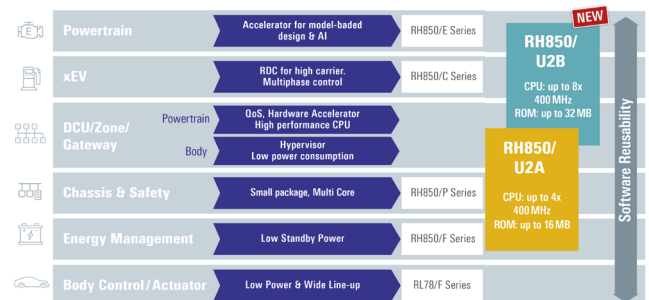 NEW
Powertrain
Accelerator for model-baded
design & AI
RH850/E Series
xEV
RDC for high carrier.
Multiphase control
RH850/C Series
DCU/Zone/
Gateway
Powertrain
QoS, Hardware Accelerator
High performance CPU
Body
Hypervisor
Low power consumption
Chassis & Safety
Small package, Multi Core
RH850/P Series
Energy Management
Low Standby Power
RH850/F Series
Body Control/Actuator
Low Power & Wide Line-up
RL78/F Series
RH850/
U2B
CPU: up to 8x
400 MHz
ROM: up to 32 MB
RH850/
U2A
CPU: up to 4x
400 MHz
ROM: up to 16 MB
Software Reusability
E